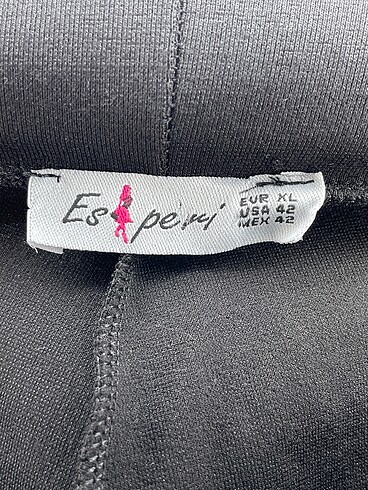 Es peri
EUR XL
USA 42
MEX 42